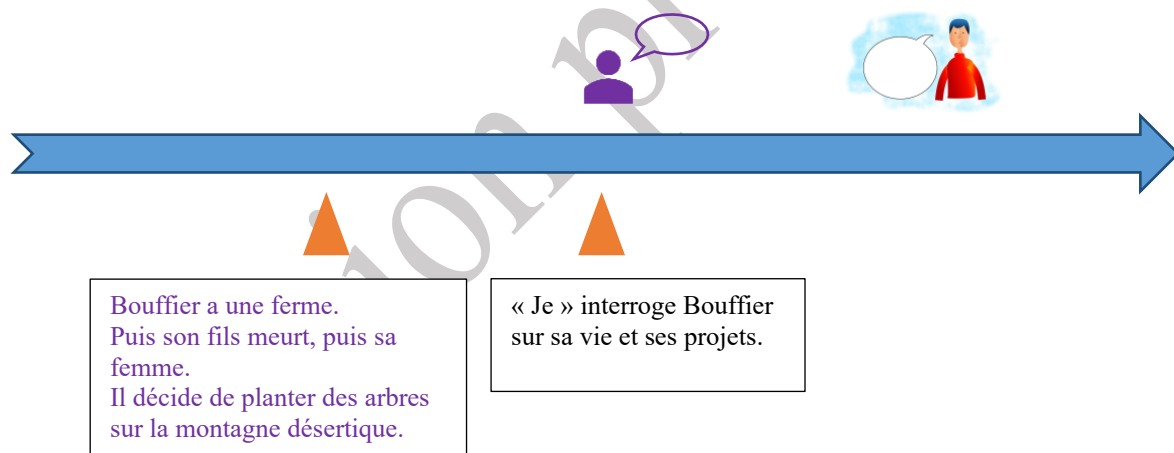 Bouffier a une ferme.
Puis son fils meurt, puis sa
femme.
Il décide de planter des arbres
sur la montagne désertique.
« Je » interroge Bouffier
sur sa vie et ses projets.